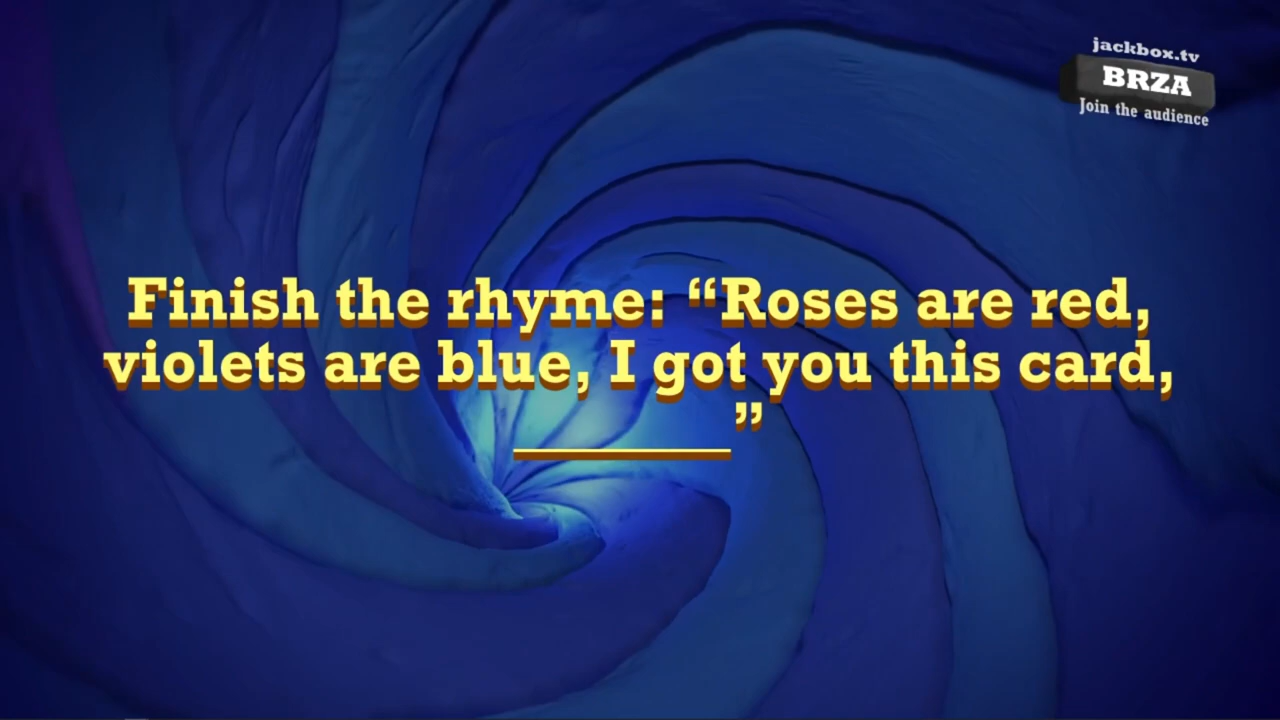 jackbox.tv
BRZA
Join the audience
Finish the rhyme: “Roses are red,
violets are blue, I got you this card,
______”